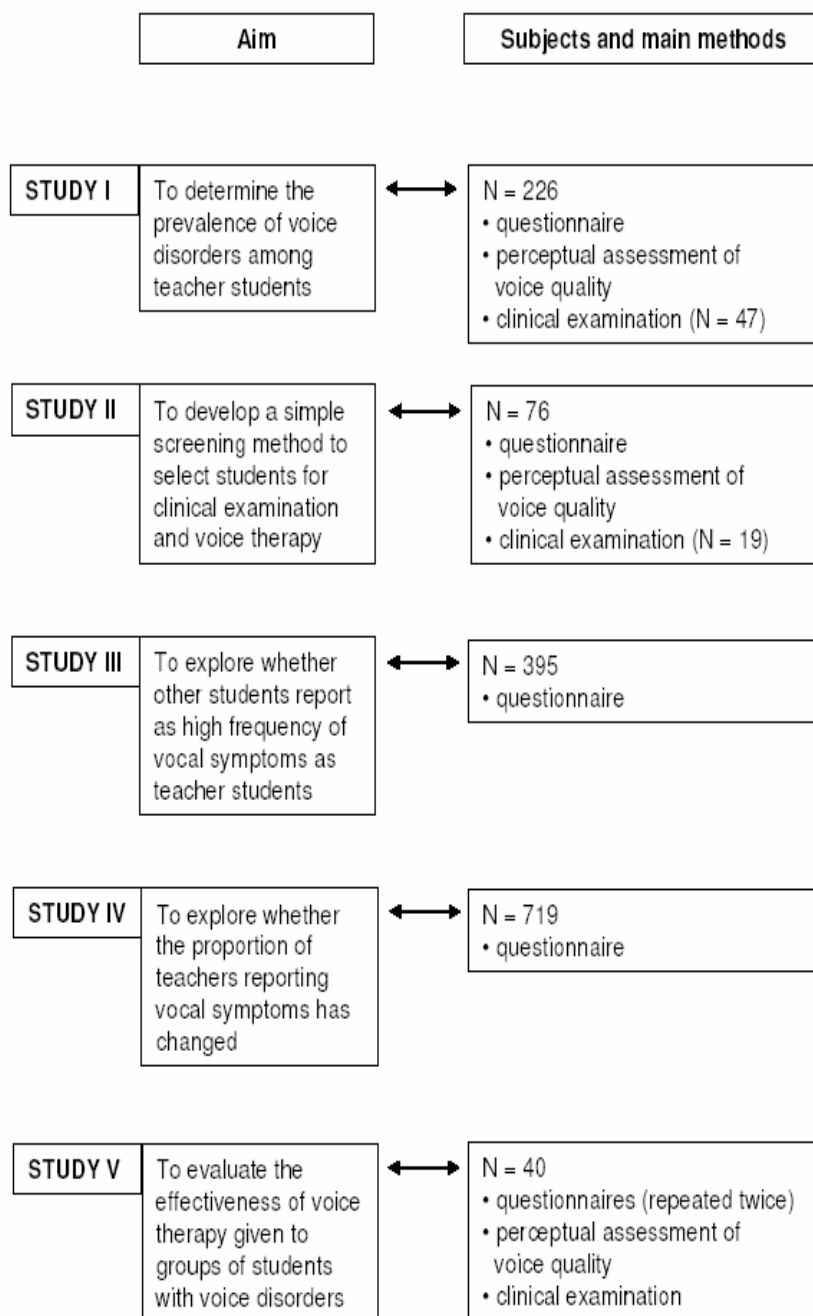 Aim
Subjects and main methods
STUDY I
To determine the
prevalence of voice
disorders among
teacher students
N = 226
• questionnaire
• perceptual assessment of
voice quality
• clinical examination (N = 47)
STUDY II
To develop a simple
screening method to
select students for
clinical examination
and voice therapy
N = 76
• questionnaire
• perceptual assessment of
voice quality
• clinical examination (N = 19)
STUDY III
To explore whether
other students report
as high frequency of
vocal symptoms as
teacher students
N = 395
• questionnaire
STUDY IV
To explore whether
the proportion of
teachers reporting
vocal symptoms has
changed
N = 719
• questionnaire
STUDY V
To evaluate the
effectiveness of voice
therapy given to
groups of students
with voice disorders
N = 40
• questionnaires (repeated twice)
• perceptual assessment of
voice quality
• clinical examination